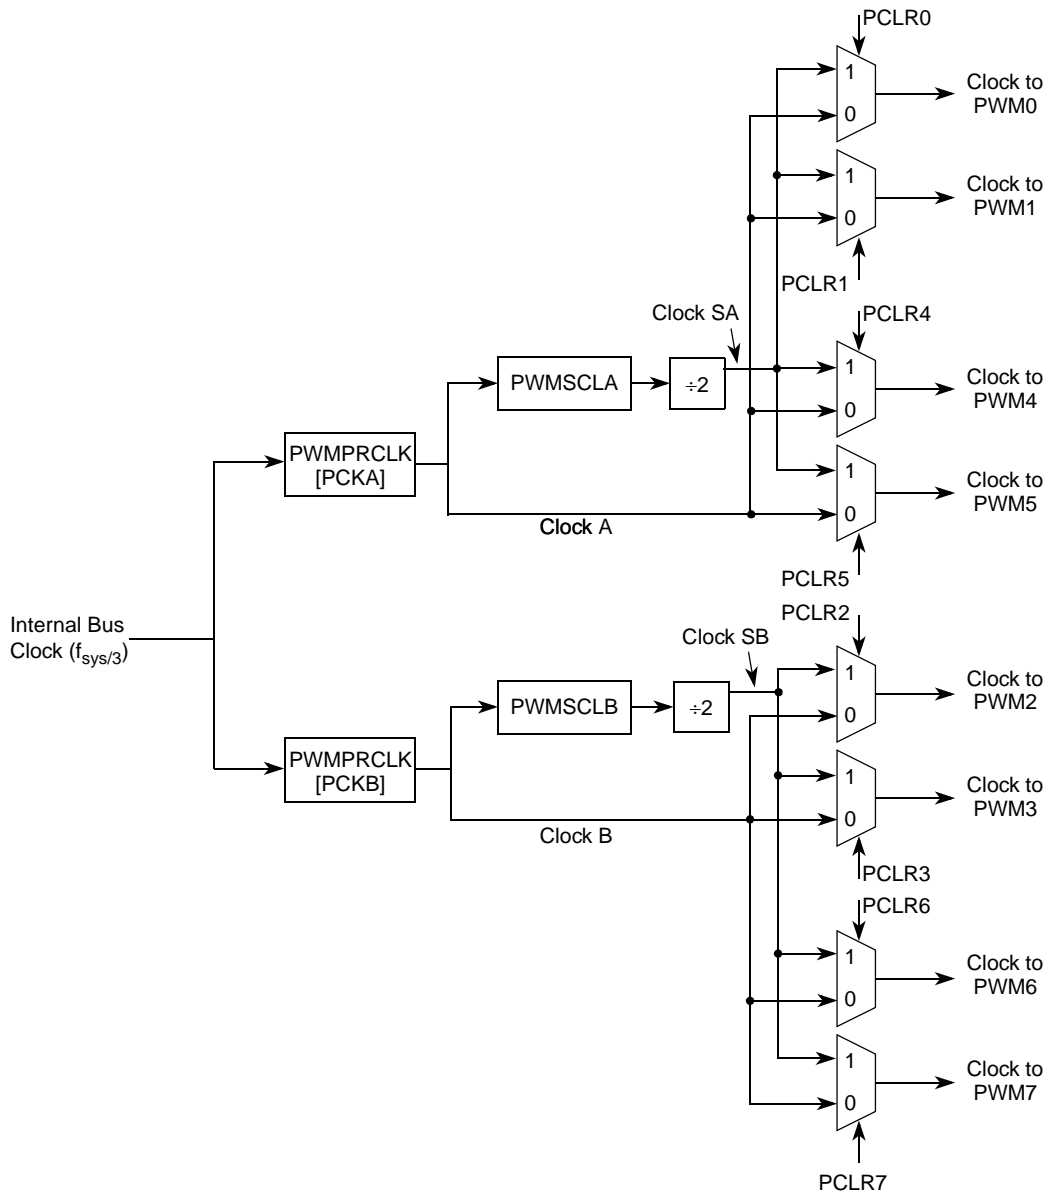 PCLR0
1
0
Clock to
PWM0
1
0
Clock to
PWM1
PCLR1
Clock SA
PCLR4
PWMSCLA
÷2
1
0
Clock to
PWM4
PWMPRCLK
[PCKA]
1
0
Clock to
PWM5
Clock A
PCLR5
Internal Bus
Clock (fsys/3)
PCLR2
Clock SB
PWMSCLB
÷2
1
0
Clock to
PWM2
PWMPRCLK
[PCKB]
1
0
Clock to
PWM3
Clock B
PCLR3
PCLR6
1
0
Clock to
PWM6
1
0
Clock to
PWM7
PCLR7